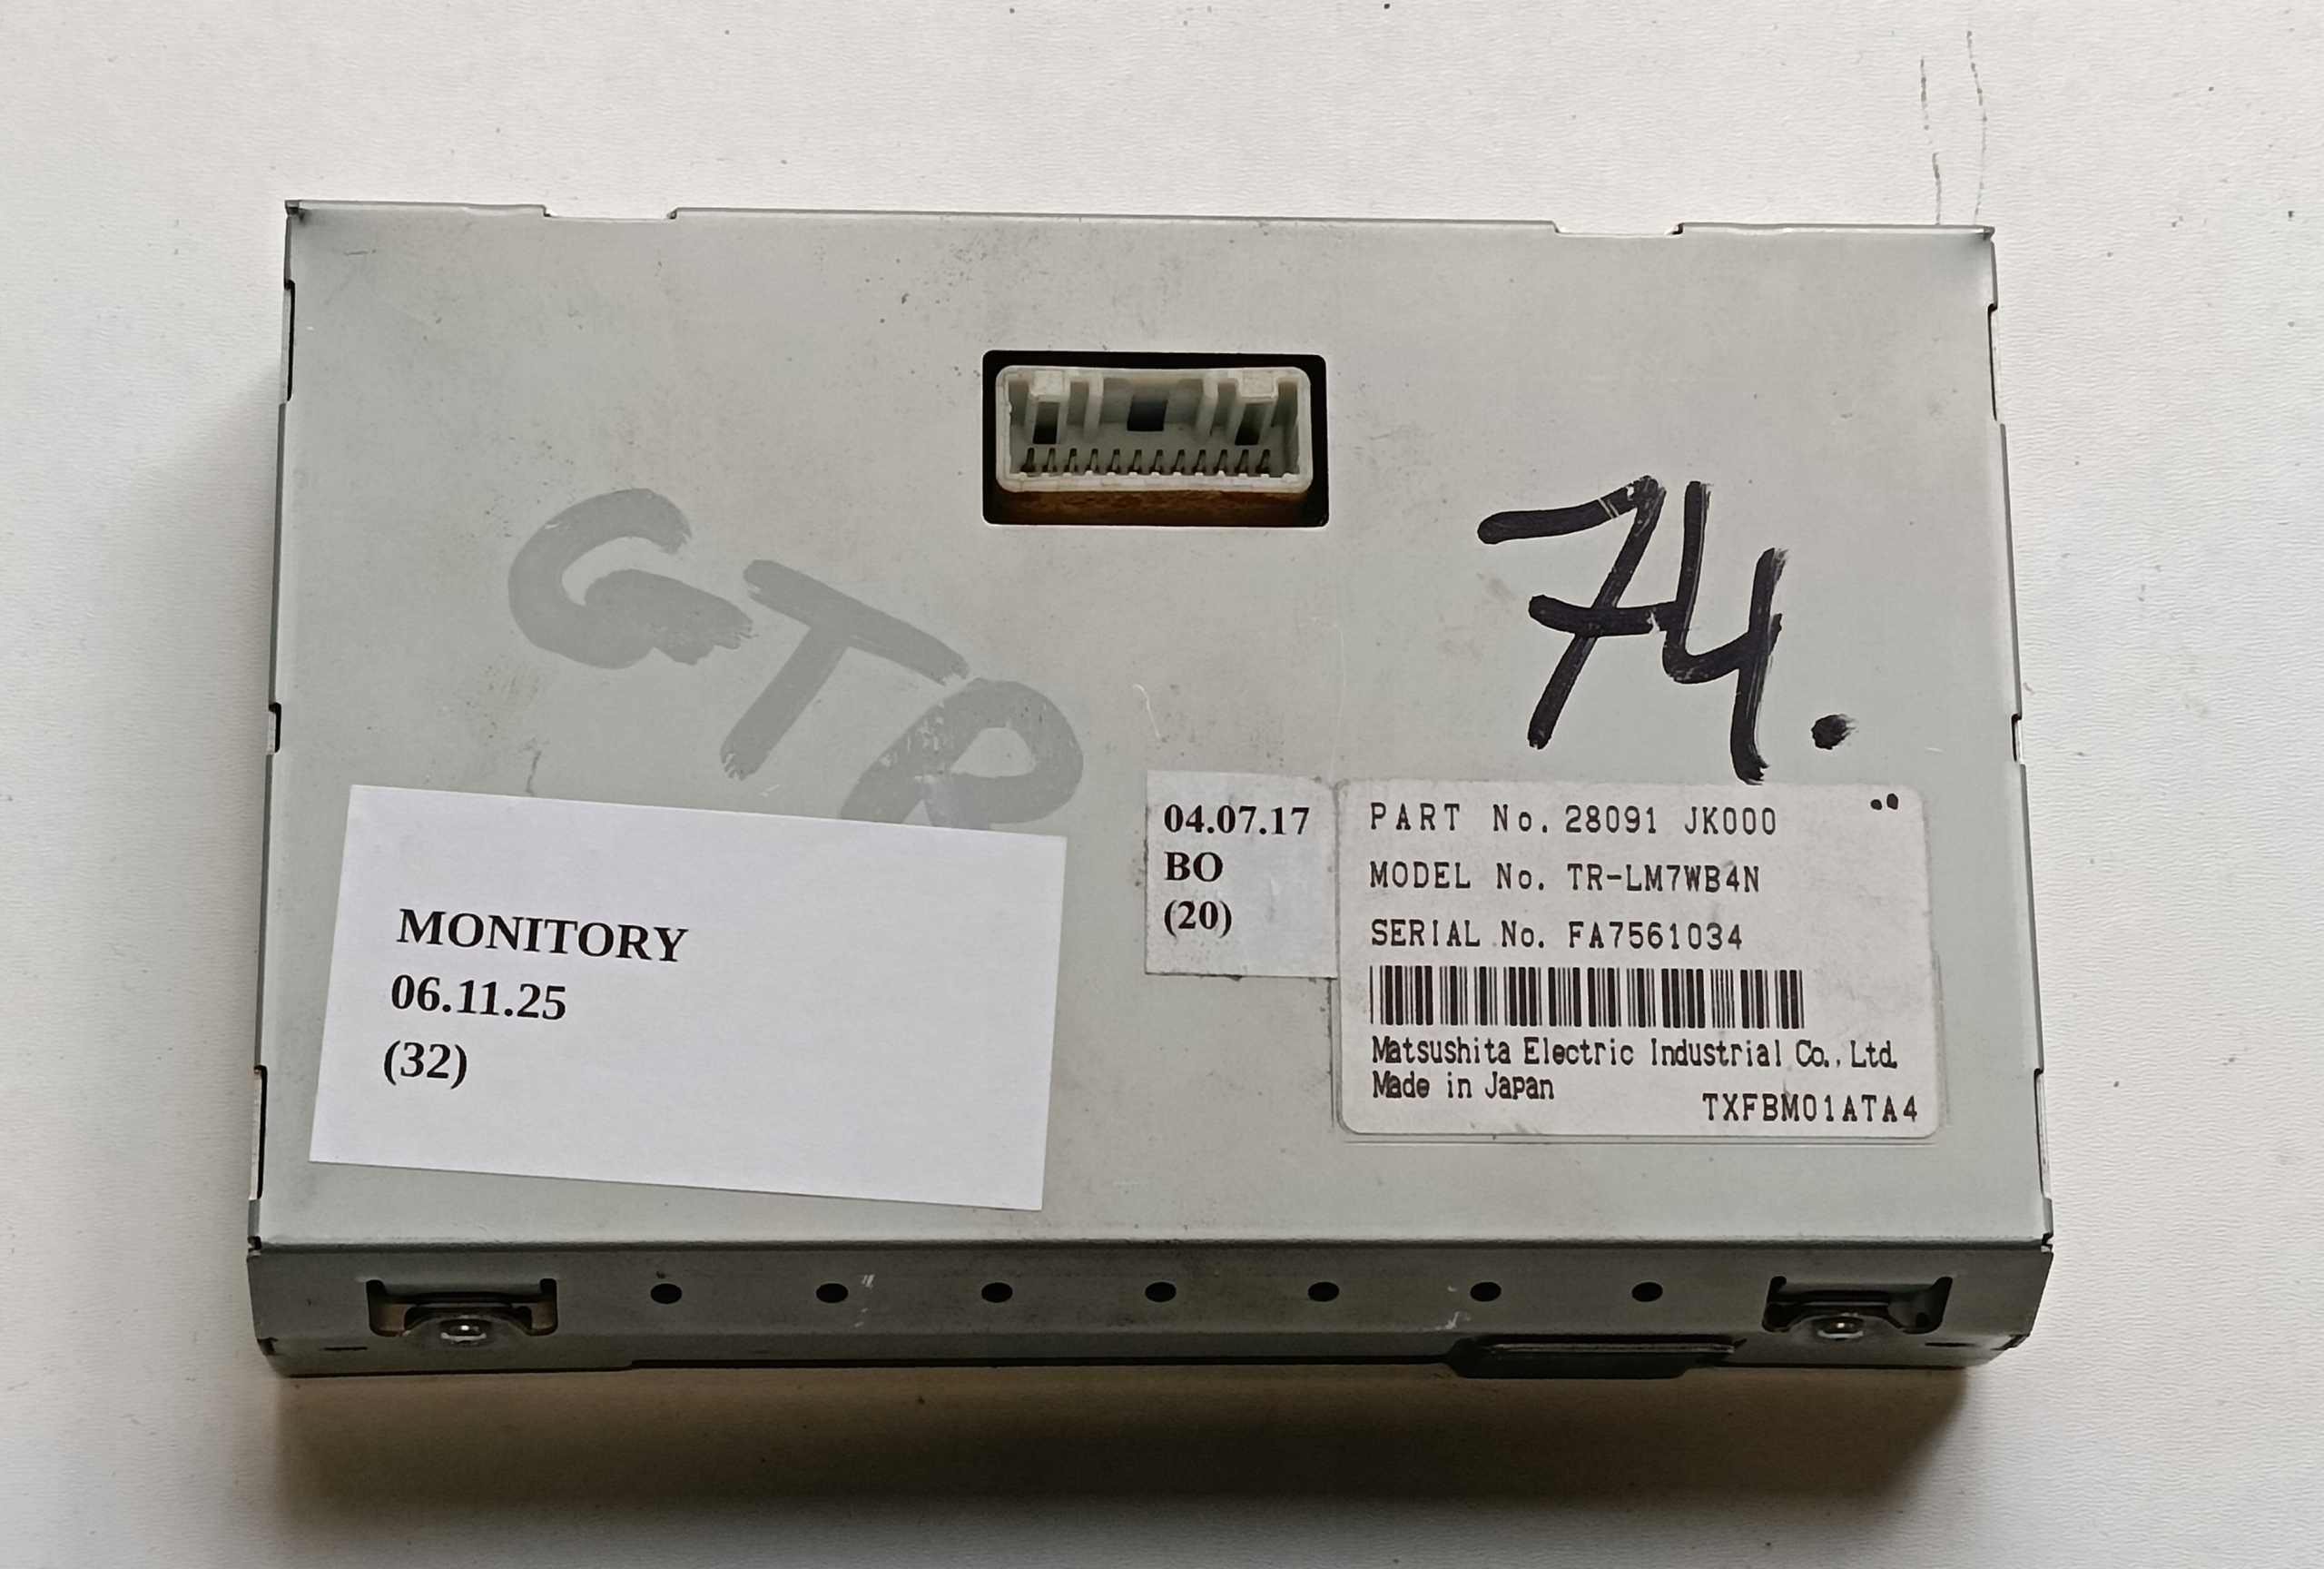 GTR
74.
MONITORY
06.11.25
(32)
04.07.17
BO
(20)
PART No. 28091 JK000
MODEL No. TR-LM7WB4N
SERIAL No. FA7561034
Matsushita Electric Industrial Co., Ltd.
Made in Japan
TXFBM01ATA4